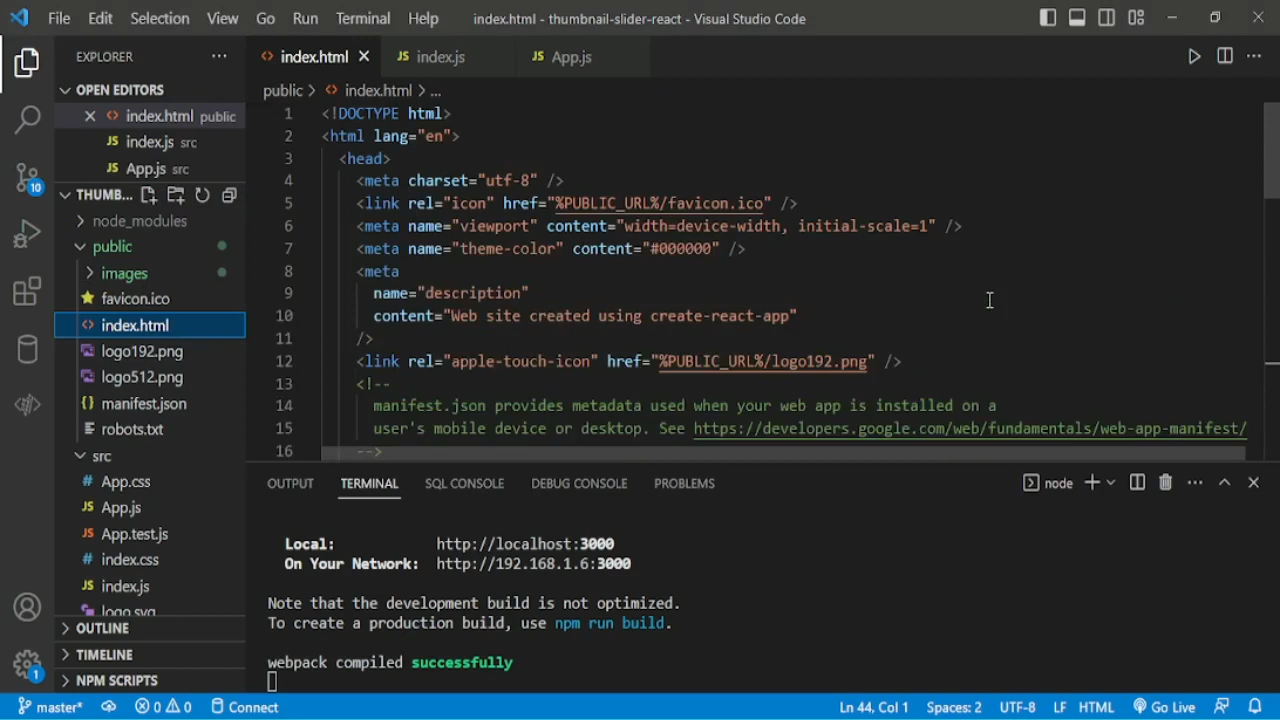 File Edit Selection View Go Run Terminal Help index.html - thumbnail-slider-react - Visual Studio Code
EXPLORER
OPEN EDITORS
index.html public
index.js src
App.js src
THUMB...
node_modules
public
images
favicon.ico
index.html
logo192.png
logo512.png
manifest.json
robots.txt
src
App.css
App.js
App.test.js
index.css
index.js
logo.svg
OUTLINE
TIMELINE
NPM SCRIPTS
10
1
index.html index.js App.js
public > index.html > ...
1 <!DOCTYPE html>
2 <html lang="en">
3 <head>
4 <meta charset="utf-8" />
5 <link rel="icon" href="%PUBLIC_URL%/favicon.ico" />
6 <meta name="viewport" content="width=device-width, initial-scale=1" />
7 <meta name="theme-color" content="#000000" />
8 <meta
9 name="description"
10 content="Web site created using create-react-app"
11 />
12 <link rel="apple-touch-icon" href="%PUBLIC_URL%/logo192.png" />
13 <!--
14 manifest.json provides metadata used when your web app is installed on a
15 user's mobile device or desktop. See https://developers.google.com/web/fundamentals/web-app-manifest/
16 -->
OUTPUT TERMINAL SQL CONSOLE DEBUG CONSOLE PROBLEMS node
Local: http://localhost:3000
On Your Network: http://192.168.1.6:3000
Note that the development build is not optimized.
To create a production build, use npm run build.
webpack compiled successfully
master* 0 0 Connect Ln 44, Col 1 Spaces: 2 UTF-8 LF HTML Go Live